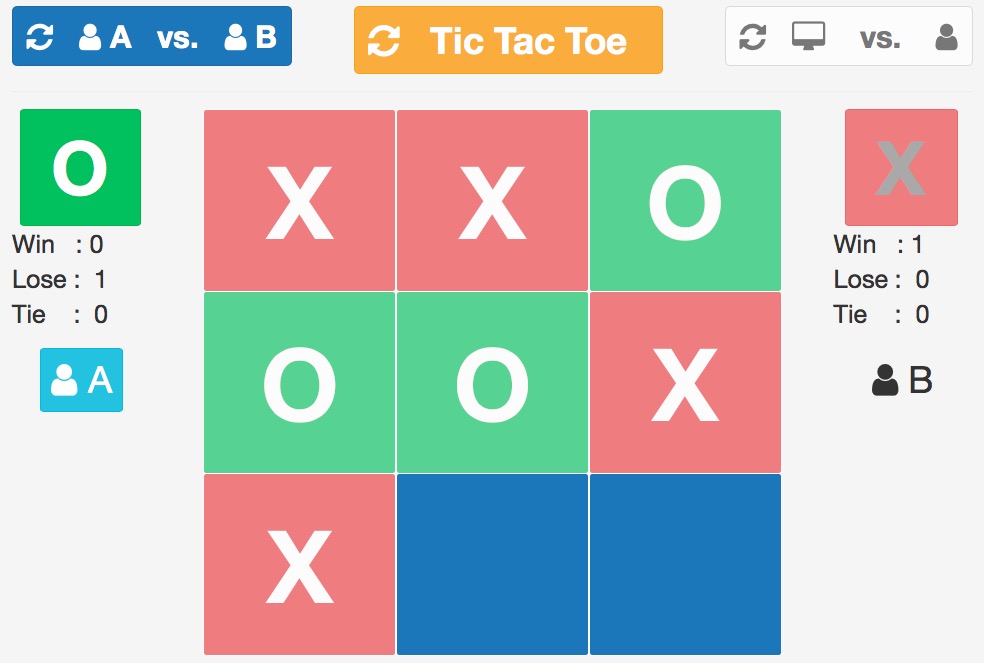 A vs. B
Tic Tac Toe
vs.
O
X X O
X
Win : 0
Win : 1
Lose : 1
Lose : 0
Tie : 0
Tie : 0
O O X
A
B
X